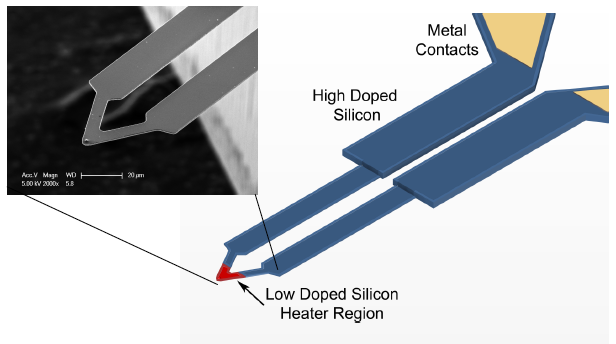 Metal
Contacts
High Doped
Silicon
Acc.V Magn WD 20 µm
5.00 kV 2000x 5.8
Low Doped Silicon
Heater Region